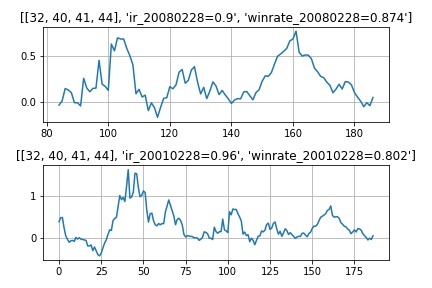 [[32, 40, 41, 44], 'ir_20080228=0.9', 'winrate_20080228=0.874']
0.5
0.0
80 100 120 140 160 180
[[32, 40, 41, 44], 'ir_20010228=0.96', 'winrate_20010228=0.802']
1
0
0 25 50 75 100 125 150 175